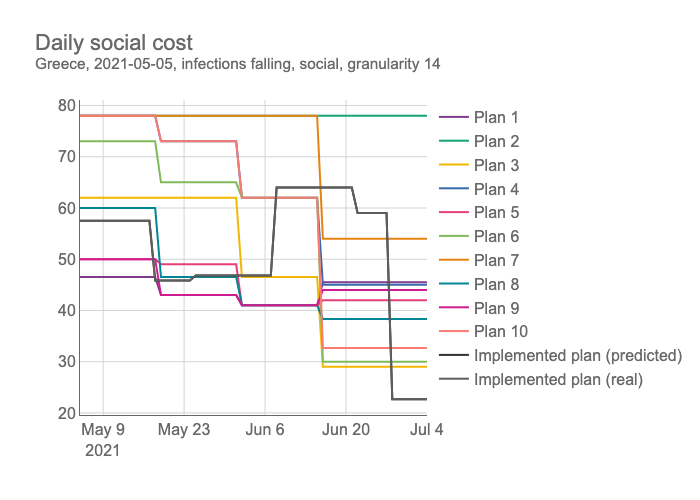 Daily social cost
Greece, 2021-05-05, infections falling, social, granularity 14
80
70
60
50
40
30
20
May 9
2021
May 23
Jun 6
Jun 20
Jul 4
Plan 1
Plan 2
Plan 3
Plan 4
Plan 5
Plan 6
Plan 7
Plan 8
Plan 9
Plan 10
Implemented plan (predicted)
Implemented plan (real)